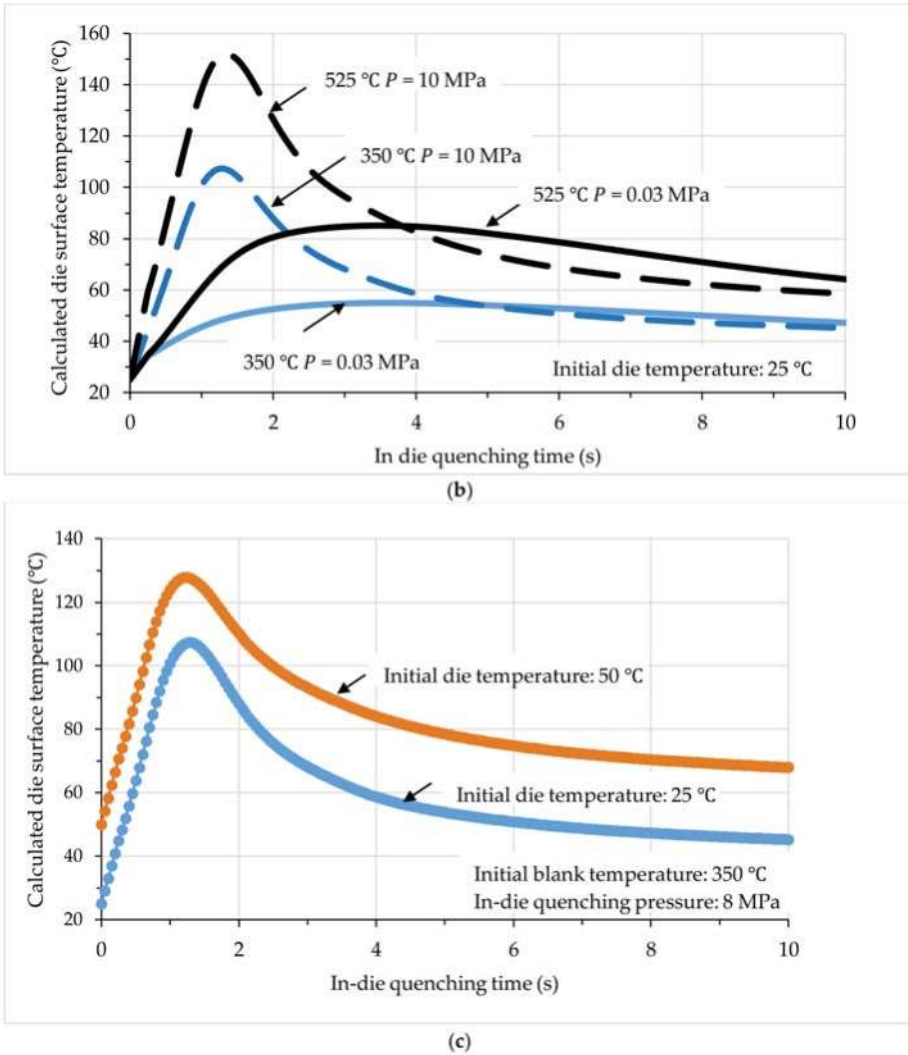 160
140
120
100
80
60
40
20
Calculated die surface temperature (°C)
525 °C P = 10 MPa
350 °C P = 10 MPa
525 °C P = 0.03 MPa
350 °C P = 0.03 MPa
Initial die temperature: 25 °C
0 2 4 6 8 10
In die quenching time (s)
(b)
140
120
100
80
60
40
20
Calculated die surface temperature (°C)
Initial die temperature: 50 °C
Initial die temperature: 25 °C
Initial blank temperature: 350 °C
In-die quenching pressure: 8 MPa
0 2 4 6 8 10
In-die quenching time (s)
(c)